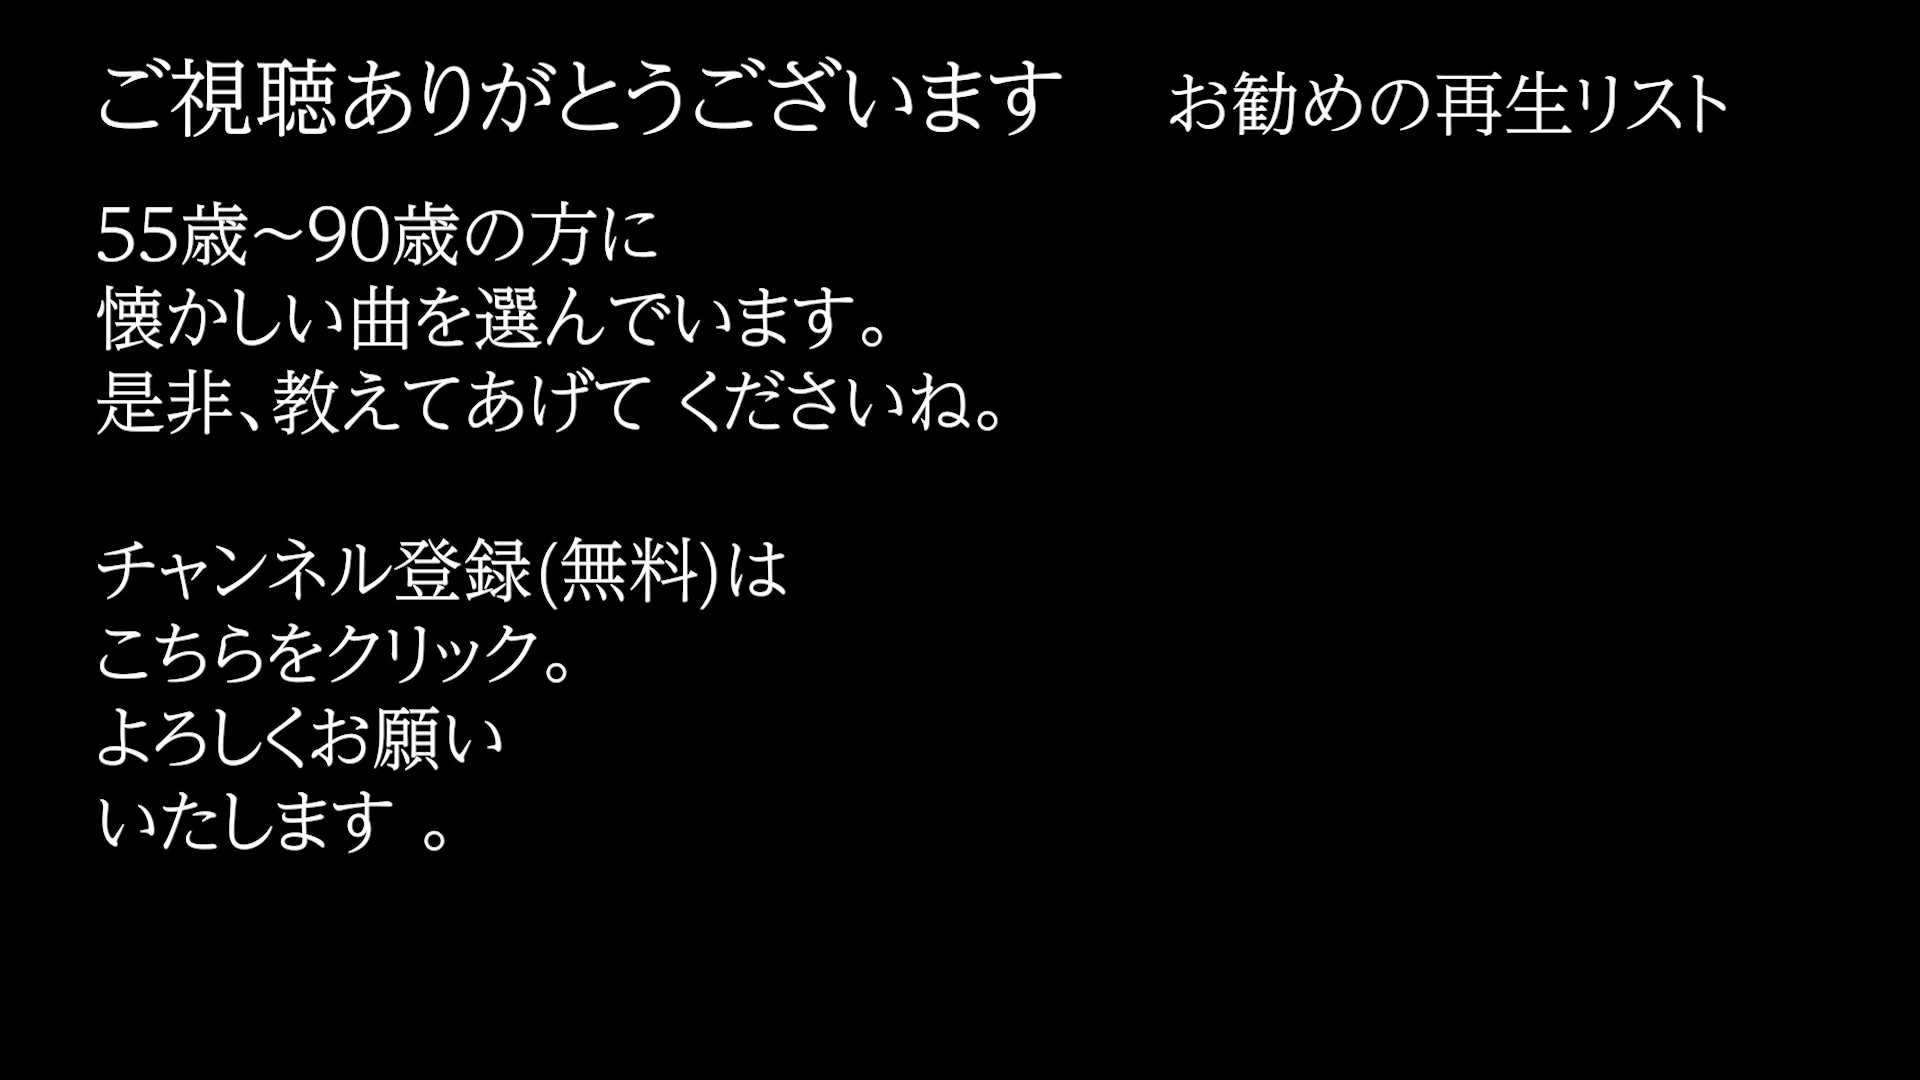 ご視聴ありがとうございます
お勧めの再生リスト
55歳～90歳の方に
懐かしい曲を選んでいます。
是非、教えてあげて くださいね。
チャンネル登録(無料)は
こちらをクリック。
よろしくお願い
いたします 。